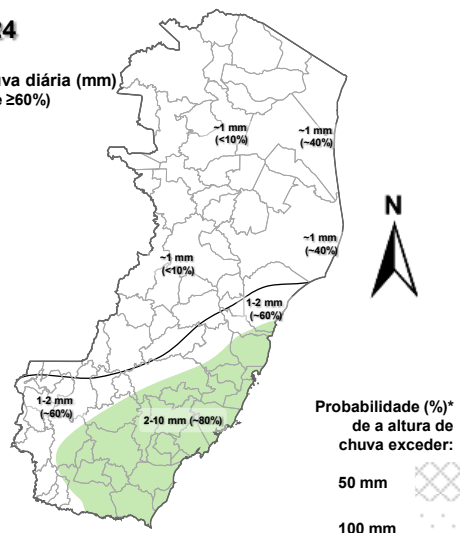 24
uva diária (mm)
e ≥60%)
~1 mm
(<10%)
~1 mm
(~40%)
N
~1 mm
(~40%)
~1 mm
(<10%)
1-2 mm
(~60%)
1-2 mm
(~60%)
2-10 mm (~80%)
Probabilidade (%)*
de a altura de
chuva exceder:
50 mm
100 mm